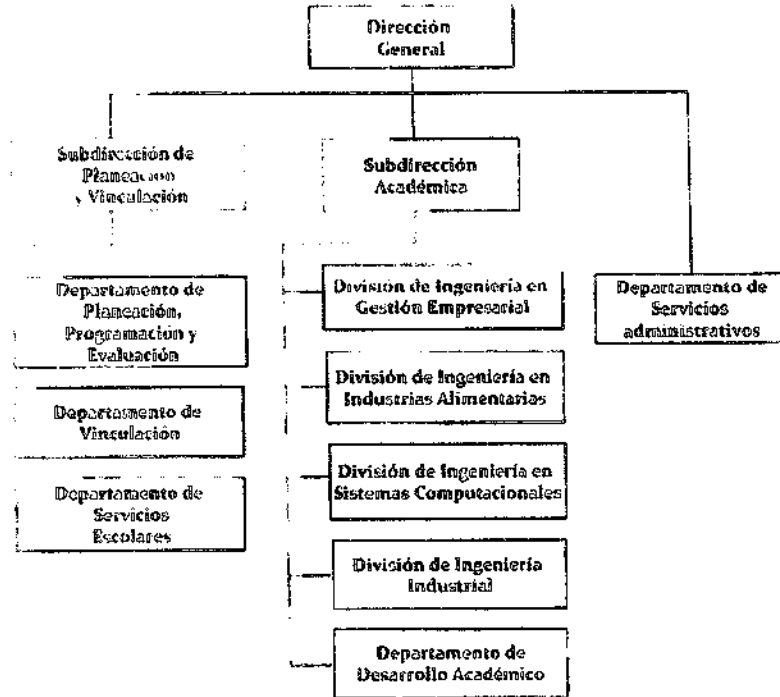 Dirección
General
Subdirección de
Planeación
y Vinculación
Subdirección
Académica
Departamento de
Planeación,
Programación y
Evaluación
Departamento de
Vinculación
Departamento de
Servicios
Escolares
División de Ingeniería en
Gestión Empresarial
División de Ingeniería en
Industrias Alimentarias
División de Ingeniería en
Sistemas Computacionales
División de Ingeniería
Industrial
Departamento de
Desarrollo Académico
Departamento de
Servicios
administrativos